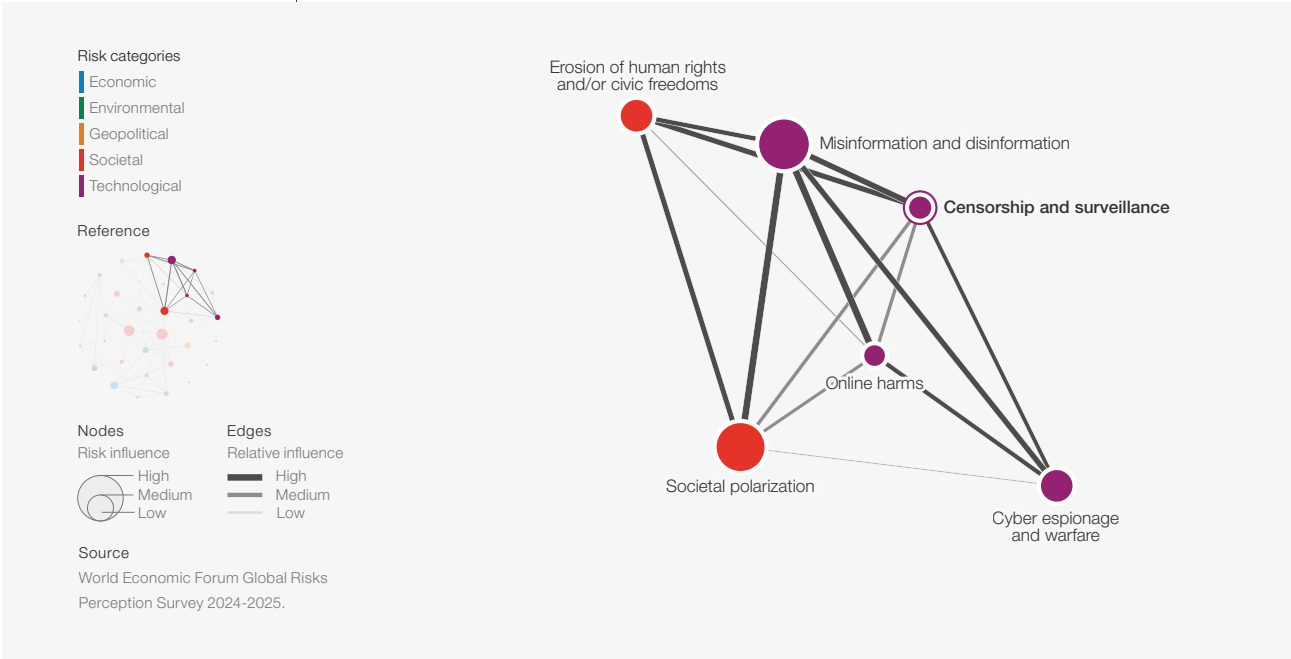 Risk categories
Economic
Environmental
Geopolitical
Societal
Technological
Reference
Nodes
Risk influence
High
Medium
Low
Edges
Relative influence
High
Medium
Low
Source
World Economic Forum Global Risks
Perception Survey 2024-2025.
Erosion of human rights
and/or civic freedoms
Misinformation and disinformation
Censorship and surveillance
Online harms
Societal polarization
Cyber espionage
and warfare